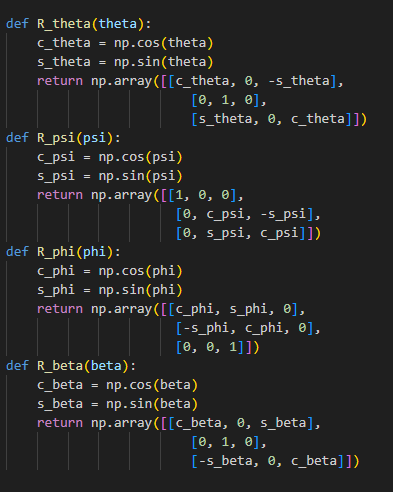 def R_theta(theta):
    c_theta = np.cos(theta)
    s_theta = np.sin(theta)
    return np.array([[c_theta, 0, -s_theta],
                        [0, 1, 0],
                        [s_theta, 0, c_theta]])
def R_psi(psi):
    c_psi = np.cos(psi)
    s_psi = np.sin(psi)
    return np.array([[1, 0, 0],
                      [0, c_psi, -s_psi],
                      [0, s_psi, c_psi]])
def R_phi(phi):
    c_phi = np.cos(phi)
    s_phi = np.sin(phi)
    return np.array([[c_phi, s_phi, 0],
                      [-s_phi, c_phi, 0],
                      [0, 0, 1]])
def R_beta(beta):
    c_beta = np.cos(beta)
    s_beta = np.sin(beta)
    return np.array([[c_beta, 0, s_beta],
                        [0, 1, 0],
                        [-s_beta, 0, c_beta]])